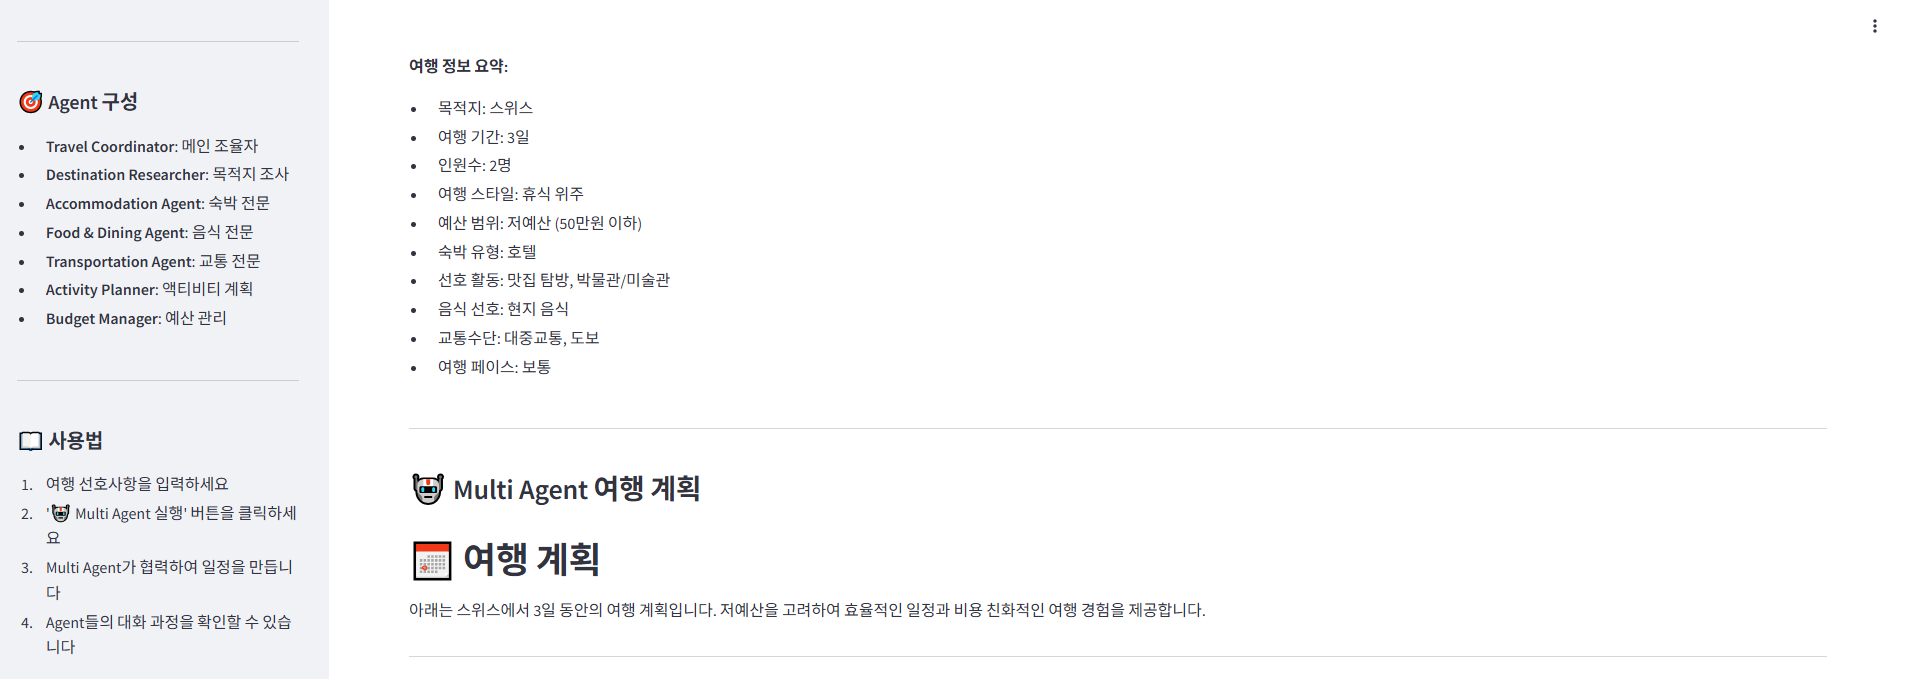 Agent 구성
Travel Coordinator: 메인 조율자
Destination Researcher: 목적지 조사
Accommodation Agent: 숙박 전문
Food & Dining Agent: 음식 전문
Transportation Agent: 교통 전문
Activity Planner: 액티비티 계획
Budget Manager: 예산 관리
사용법
1. 여행 선호사항을 입력하세요
2. '🤖 Multi Agent 실행' 버튼을 클릭하세
요
3. Multi Agent가 협력하여 일정을 만듭니
다
4. Agent들의 대화 과정을 확인할 수 있습
니다
여행 정보 요약:
목적지: 스위스
여행 기간: 3일
인원수: 2명
여행 스타일: 휴식 위주
예산 범위: 저예산 (50만원 이하)
숙박 유형: 호텔
선호 활동: 맛집 탐방, 박물관/미술관
음식 선호: 현지 음식
교통수단: 대중교통, 도보
여행 페이스: 보통
Multi Agent 여행 계획
여행 계획
아래는 스위스에서 3일 동안의 여행 계획입니다. 저예산을 고려하여 효율적인 일정과 비용 친화적인 여행 경험을 제공합니다.